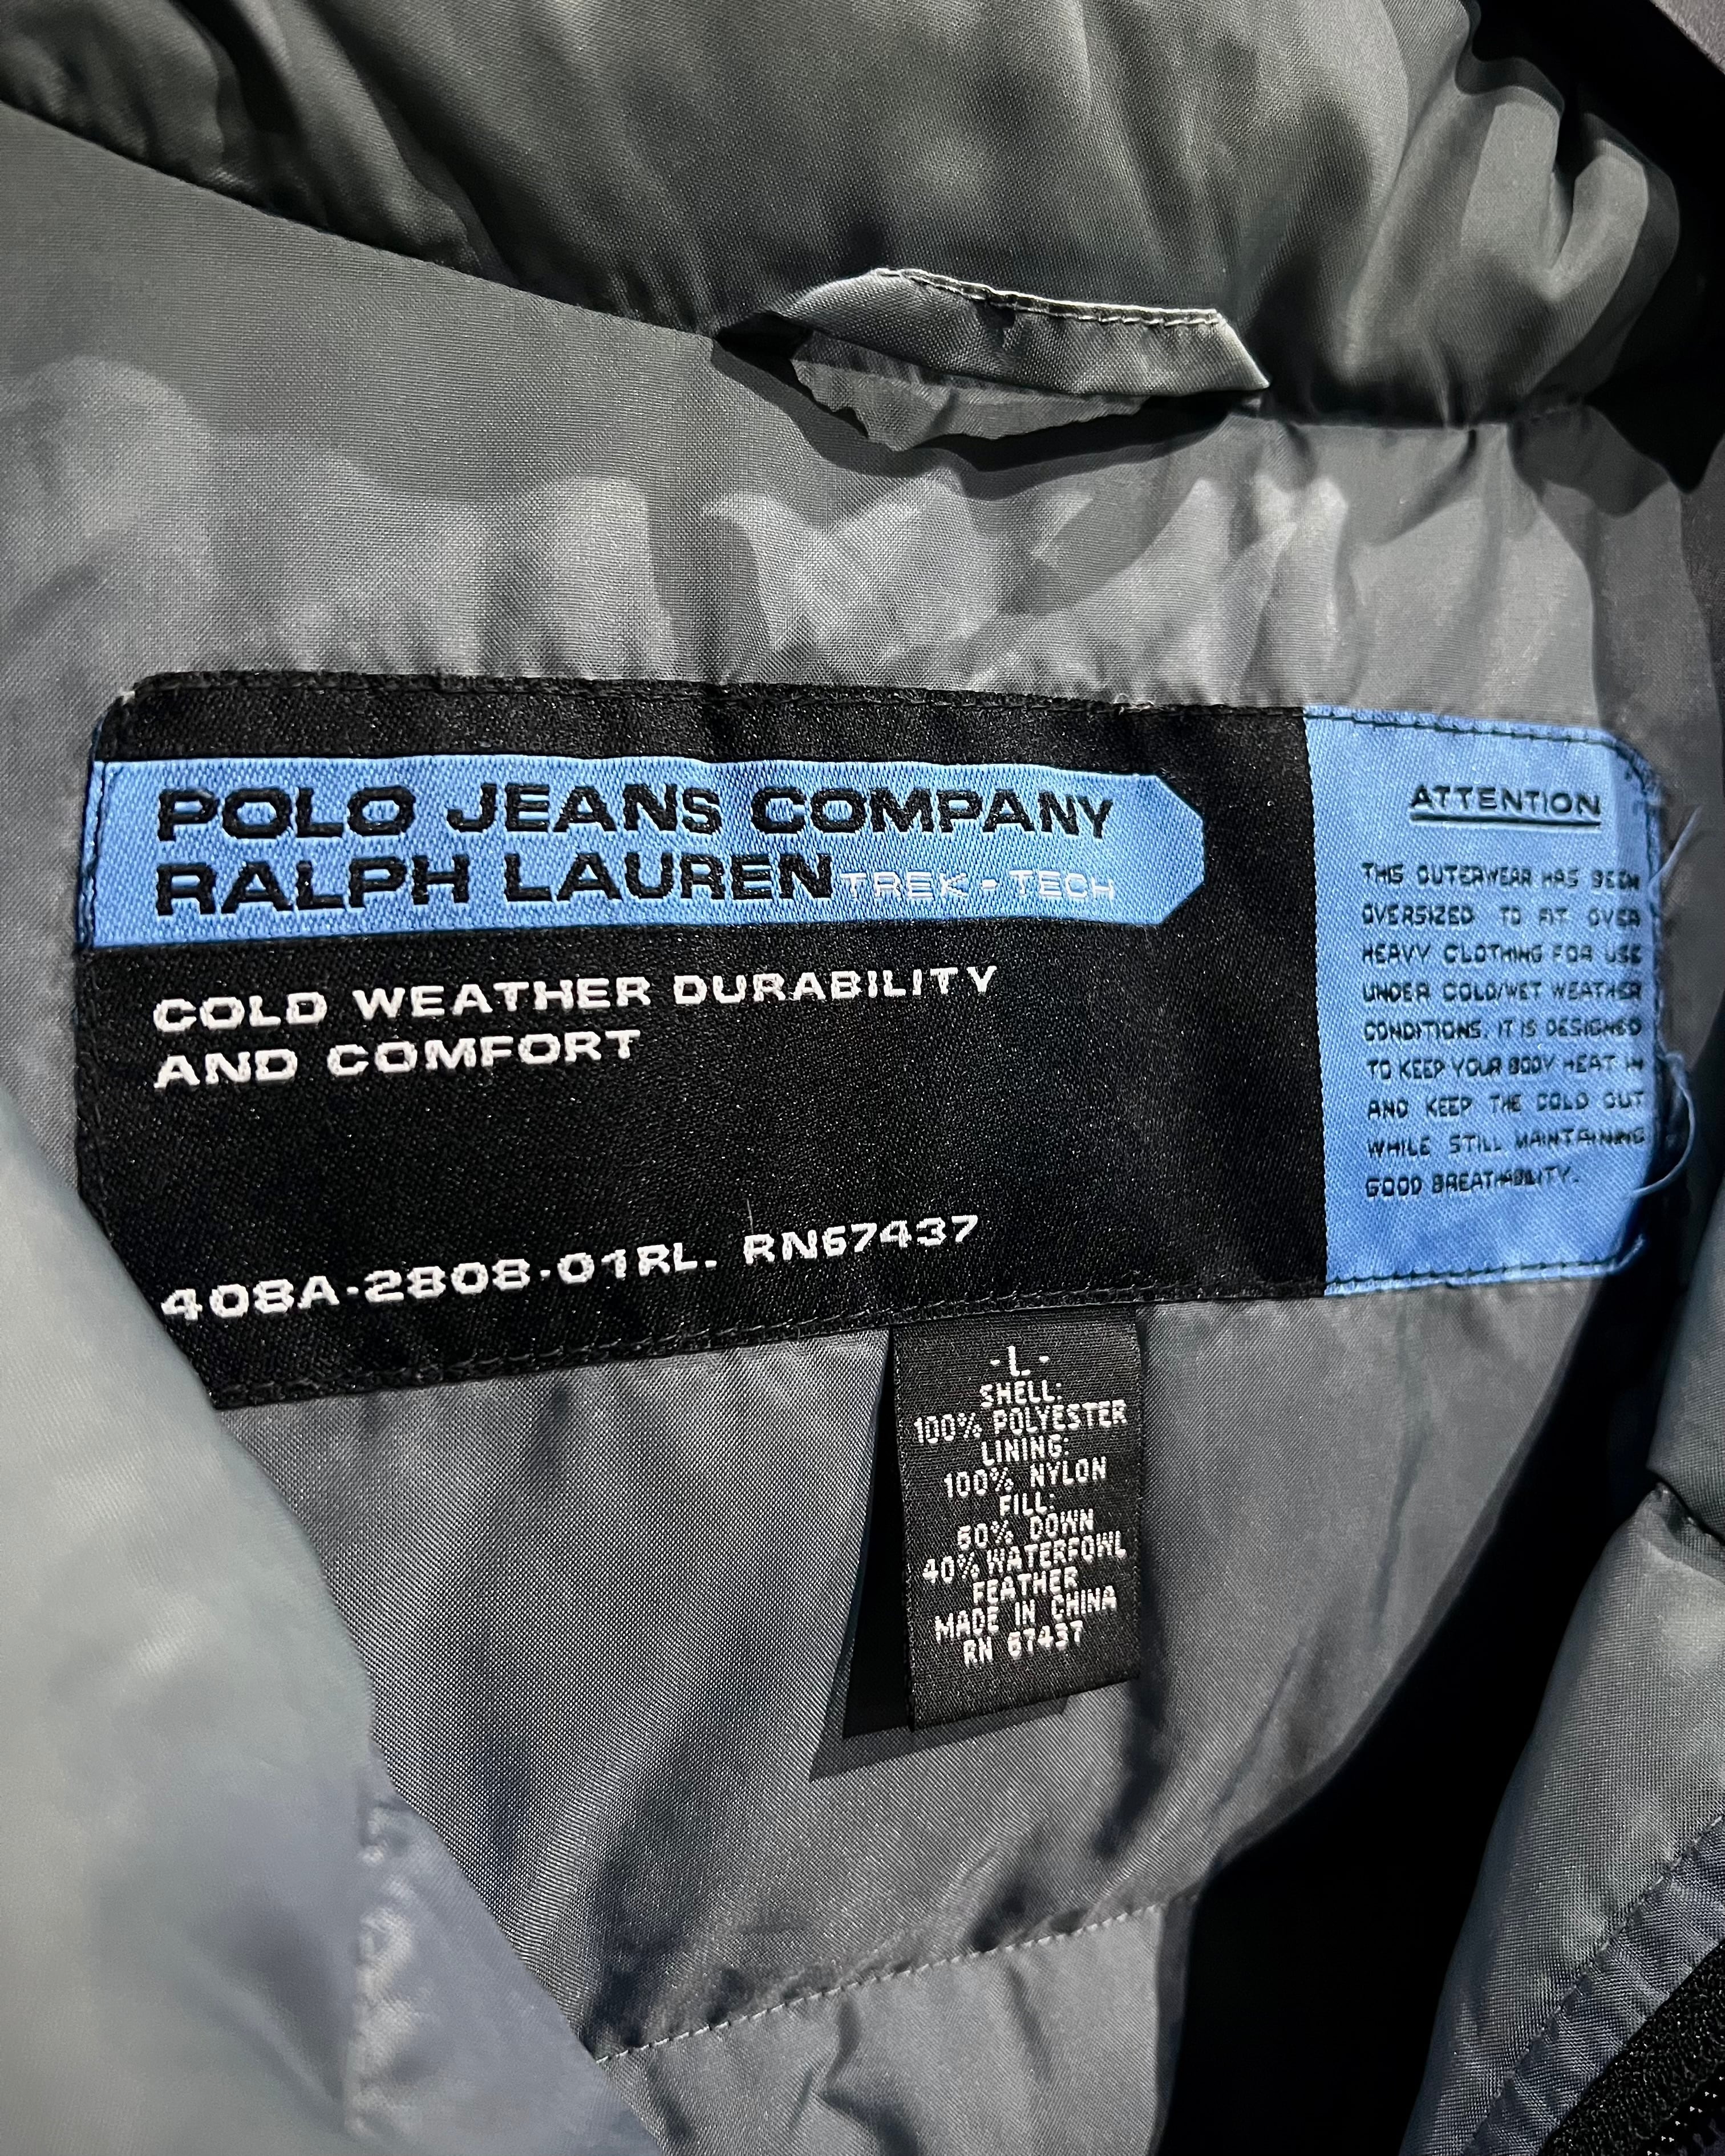 POLO JEANS COMPANY
RALPH LAUREN TREK-TECH
COLD WEATHER DURABILITY
AND COMFORT
408A-2808-01RL. RN67437
ATTENTION
THIS OUTERWEAR HAS BEEN
OVERSIZED TO FIT OVER
HEAVY CLOTHING FOR USE
UNDER COLD/WET WEATHER
CONDITIONS. IT IS DESIGNED
TO KEEP YOUR BODY HEAT IN
AND KEEP THE COLD OUT
WHILE STILL MAINTAINING
GOOD BREATHABILITY.
-L-
SHELL:
100% POLYESTER
LINING:
100% NYLON
FILL:
60% DOWN
40% WATERFOWL
FEATHER
MADE IN CHINA
RN 67437